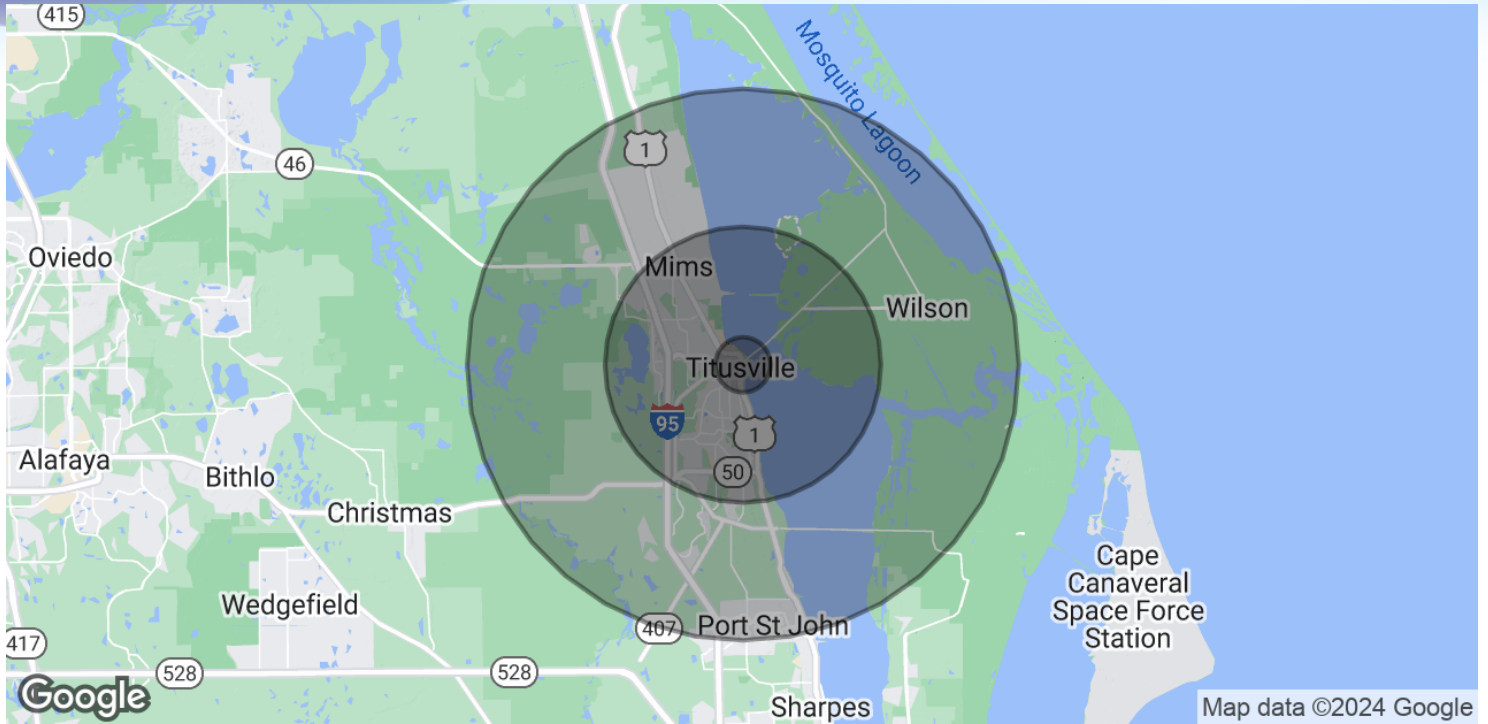 415
Mosquito Lagoon
1
46
Oviedo
Mims
Wilson
Titusville
95
1
Alafaya
50
Bithlo
Christmas
Cape
Canaveral
Space Force
Station
Wedgefield
407
Port St John
417
528
528
Google
Sharpes
Map data ©2024 Google